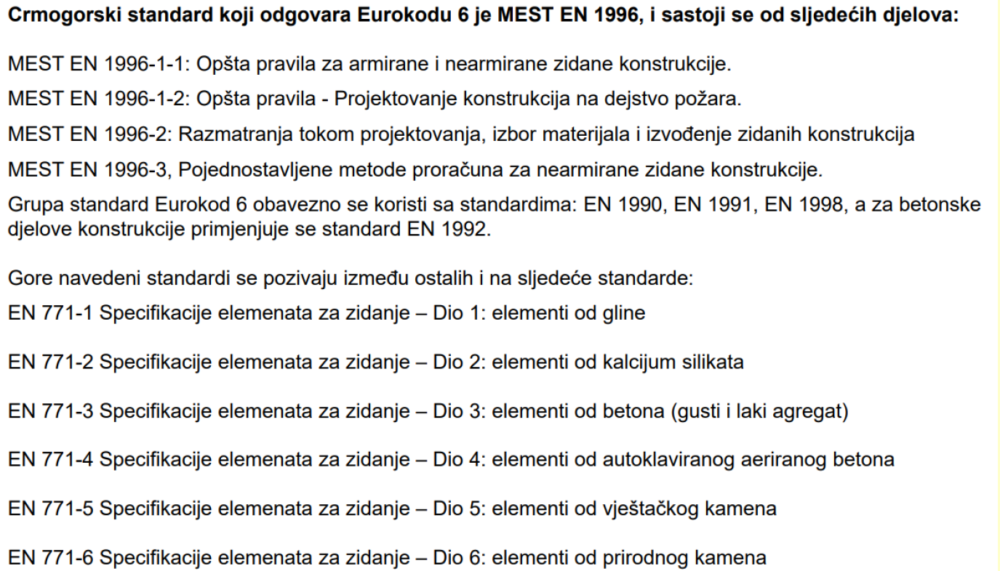 Crmogorski standard koji odgovara Eurokodu 6 je MEST EN 1996, i sastoji se od sljedećih djelova:
MEST EN 1996-1-1: Opšta pravila za armirane i nearmirane zidane konstrukcije.
MEST EN 1996-1-2: Opšta pravila - Projektovanje konstrukcija na dejstvo požara.
MEST EN 1996-2: Razmatranja tokom projektovanja, izbor materijala i izvođenje zidanih konstrukcija
MEST EN 1996-3, Pojednostavljene metode proračuna za nearmirane zidane konstrukcije.
Grupa standard Eurokod 6 obavezno se koristi sa standardima: EN 1990, EN 1991, EN 1998, a za betonske
djelove konstrukcije primjenjuje se standard EN 1992.
Gore navedeni standardi se pozivaju između ostalih i na sljedeće standarde:
EN 771-1 Specifikacije elemenata za zidanje – Dio 1: elementi od gline
EN 771-2 Specifikacije elemenata za zidanje – Dio 2: elementi od kalcijum silikata
EN 771-3 Specifikacije elemenata za zidanje – Dio 3: elementi od betona (gusti i laki agregat)
EN 771-4 Specifikacije elemenata za zidanje – Dio 4: elementi od autoklaviranog aeriranog betona
EN 771-5 Specifikacije elemenata za zidanje – Dio 5: elementi od vještačkog kamena
EN 771-6 Specifikacije elemenata za zidanje – Dio 6: elementi od prirodnog kamena